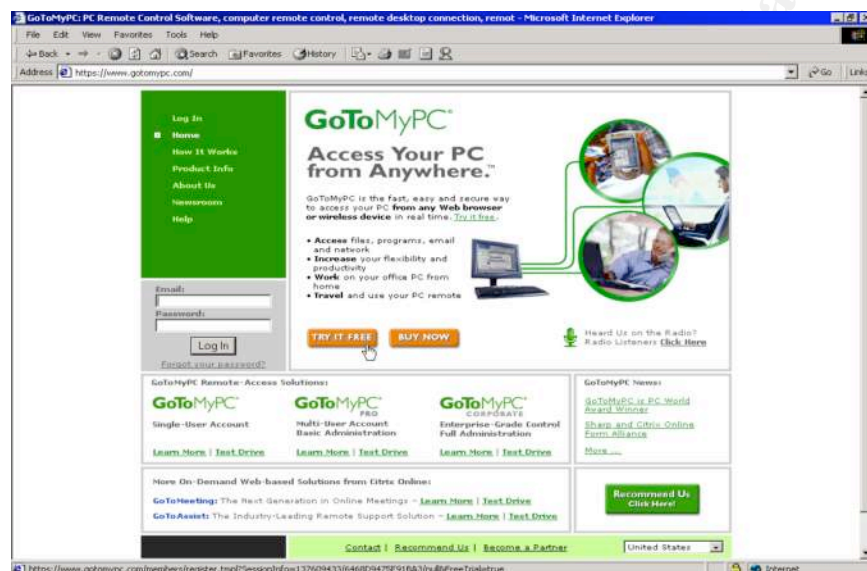 GoToMyPC: PC Remote Control Software, computer remote control, remote desktop connection, remot - Microsoft Internet Explorer
File Edit View Favorites Tools Help
Back Search Favorites History
Address https://www.gotomypc.com/ Go Links
Log In
Home
How It Works
Product Info
About Us
Newsroom
Help
Email:
Password:
Log In
Forgot your password?
GoToMyPC
Access Your PC
from Anywhere.™
GoToMyPC is the fast, easy and secure way
to access your PC from any Web browser
or wireless device in real time. Try it free.
• Access files, programs, email
and network
• Increase your flexibility and
productivity
• Work on your office PC from
home
• Travel and use your PC remote
TRY IT FREE BUY NOW
Heard Us on the Radio?
Radio Listeners Click Here
GoToMyPC Remote-Access Solutions:
GoToMyPC
Single-User Account
Learn More | Test Drive
GoToMyPC
PRO
Multi-User Account
Basic Administration
Learn More | Test Drive
GoToMyPC
CORPORATE
Enterprise-Grade Control
Full Administration
Learn More | Test Drive
GoToMyPC News:
GoToMyPC is PC World
Award Winner
Sharp and Citrix Online
Form Alliance
More ...
More On-Demand Web-based Solutions from Citrix Online:
GoToMeeting: The Next Generation in Online Meetings - Learn More | Test Drive
GoToAssist: The Industry-Leading Remote Support Solution - Learn More | Test Drive
Recommend Us
Click Here!
Contact | Recommend Us | Become a Partner
United States
Internet